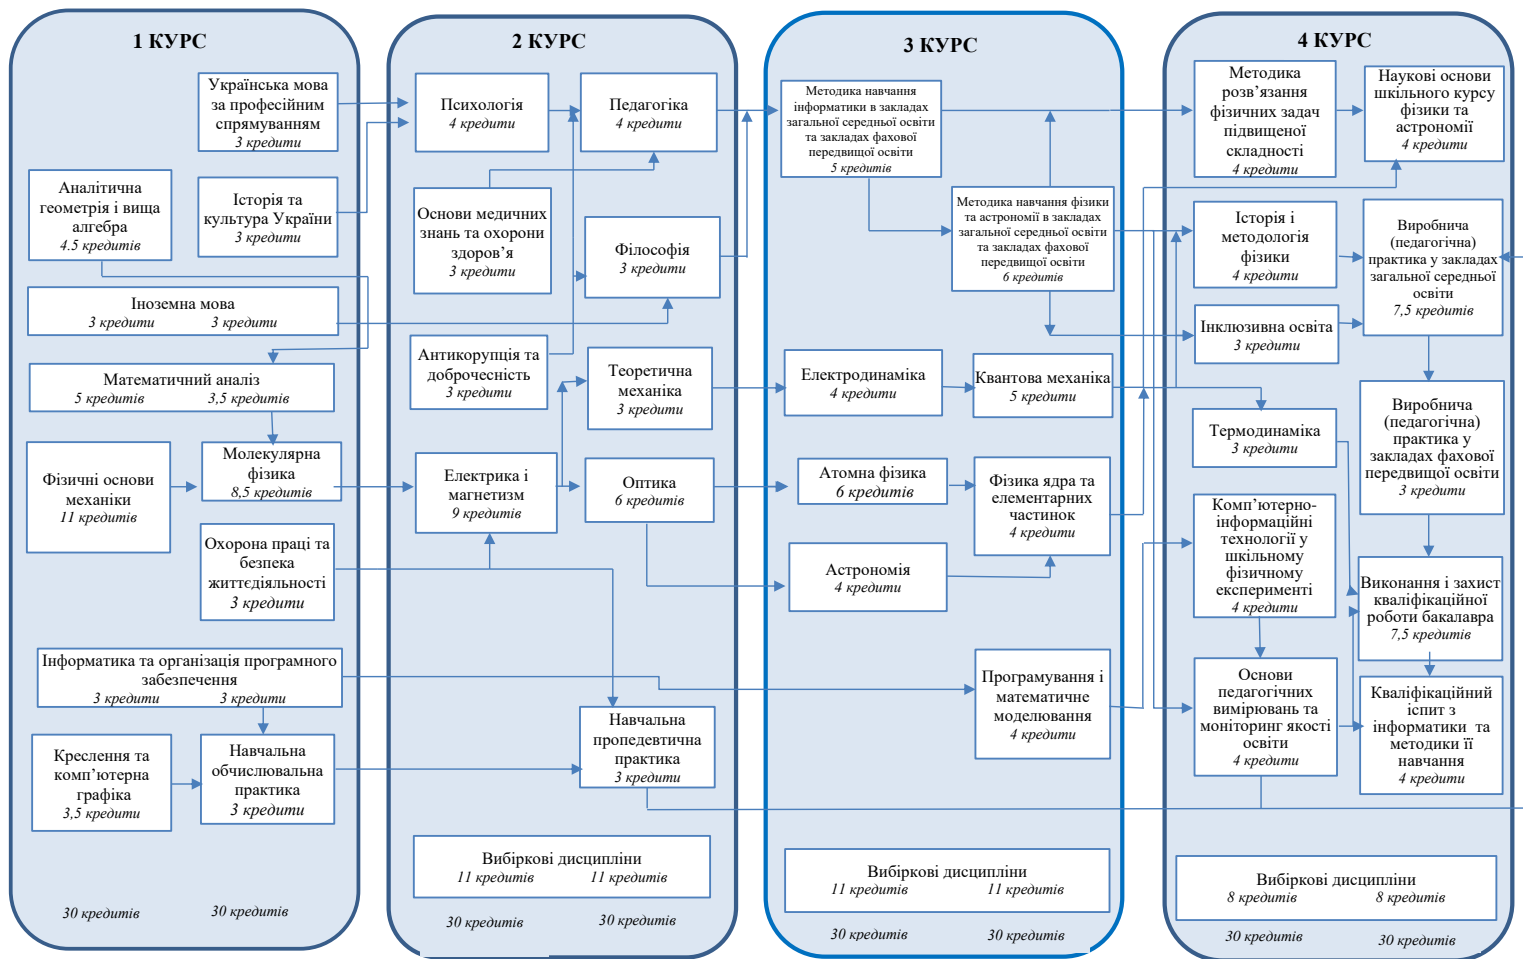 1 КУРС
Українська мова
за професійним
спрямуванням
3 кредити
Аналітична
геометрія і вища
алгебра
4.5 кредитів
Історія та
культура України
3 кредити
Іноземна мова
3 кредити 3 кредити
Математичний аналіз
5 кредитів 3,5 кредитів
Фізичні основи
механіки
11 кредитів
Молекулярна
фізика
8,5 кредитів
Охорона праці та
безпека
життєдіяльності
3 кредити
Інформатика та організація програмного
забезпечення
3 кредити 3 кредити
Креслення та
комп’ютерна
графіка
3,5 кредити
Навчальна
обчислювальна
практика
3 кредити
30 кредитів 30 кредитів
2 КУРС
Психологія
4 кредити
Педагогіка
4 кредити
Основи медичних
знань та охорони
здоров’я
3 кредити
Філософія
3 кредити
Антикорупція та
доброчесність
3 кредити
Теоретична
механіка
3 кредити
Електрика і
магнетизм
9 кредитів
Оптика
6 кредитів
Навчальна
пропедевтична
практика
3 кредити
Вибіркові дисципліни
11 кредитів 11 кредитів
30 кредитів 30 кредитів
3 КУРС
Методика навчання
інформатики в закладах
загальної середньої освіти
та закладах фахової
передвищої освіти
5 кредитів
Методика навчання фізики
та астрономії в закладах
загальної середньої освіти
та закладах фахової
передвищої освіти
6 кредитів
Електродинаміка
4 кредити
Квантова механіка
5 кредитів
Атомна фізика
6 кредитів
Фізика ядра та
елементарних
частинок
4 кредити
Астрономія
4 кредити
Програмування і
математичне
моделювання
4 кредити
Вибіркові дисципліни
11 кредитів 11 кредитів
30 кредитів 30 кредитів
4 КУРС
Методика
розв’язання
фізичних задач
підвищеної
складності
4 кредити
Наукові основи
шкільного курсу
фізики та
астрономії
4 кредити
Історія і
методологія
фізики
4 кредити
Виробнича
(педагогічна)
практика у закладах
загальної середньої
освіти
7,5 кредитів
Інклюзивна освіта
3 кредити
Термодинаміка
3 кредити
Виробнича
(педагогічна)
практика у
закладах фахової
передвищої освіти
3 кредити
Комп’ютерно-
інформаційні
технології у
шкільному
фізичному
експерименті
4 кредити
Виконання і захист
кваліфікаційної
роботи бакалавра
7,5 кредитів
Основи
педагогічних
вимірювань та
моніторинг якості
освіти
4 кредити
Кваліфікаційний
іспит з
інформатики та
методики її
навчання
4 кредити
Вибіркові дисципліни
8 кредитів 8 кредитів
30 кредитів 30 кредитів